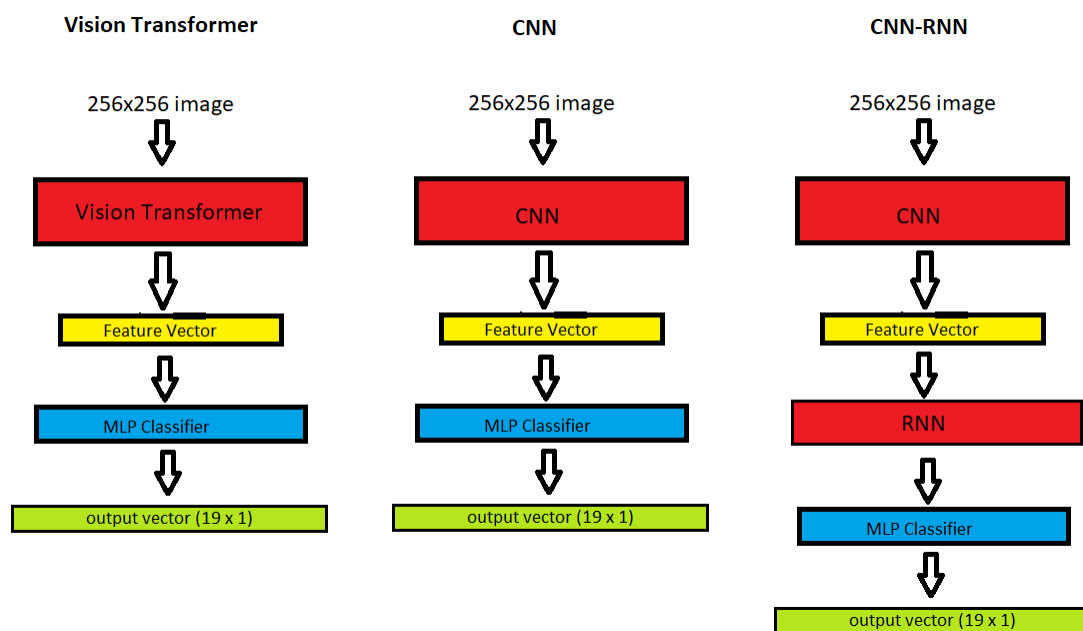 Vision Transformer
256x256 image
Vision Transformer
Feature Vector
MLP Classifier
output vector (19 x 1)
CNN
256x256 image
CNN
Feature Vector
MLP Classifier
output vector (19 x 1)
CNN-RNN
256x256 image
CNN
Feature Vector
RNN
MLP Classifier
output vector (19 x 1)